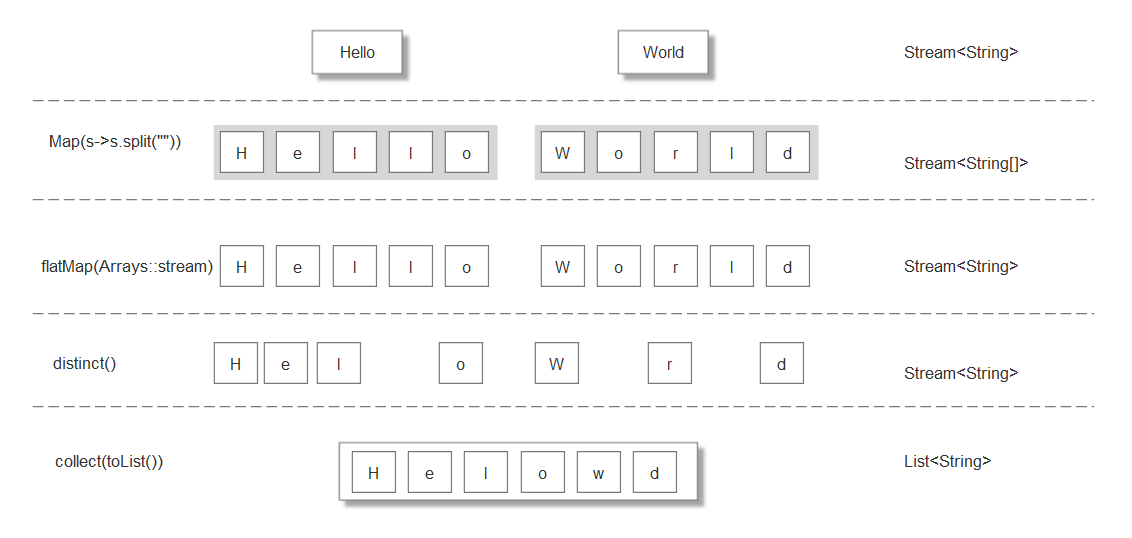 Hello World Stream<String>
Map(s->s.split("")) H e l l o W o r l d Stream<String[]>
flatMap(Arrays::stream) H e l l o W o r l d Stream<String>
distinct() H e l o W r d Stream<String>
collect(toList()) H e l o w d List<String>